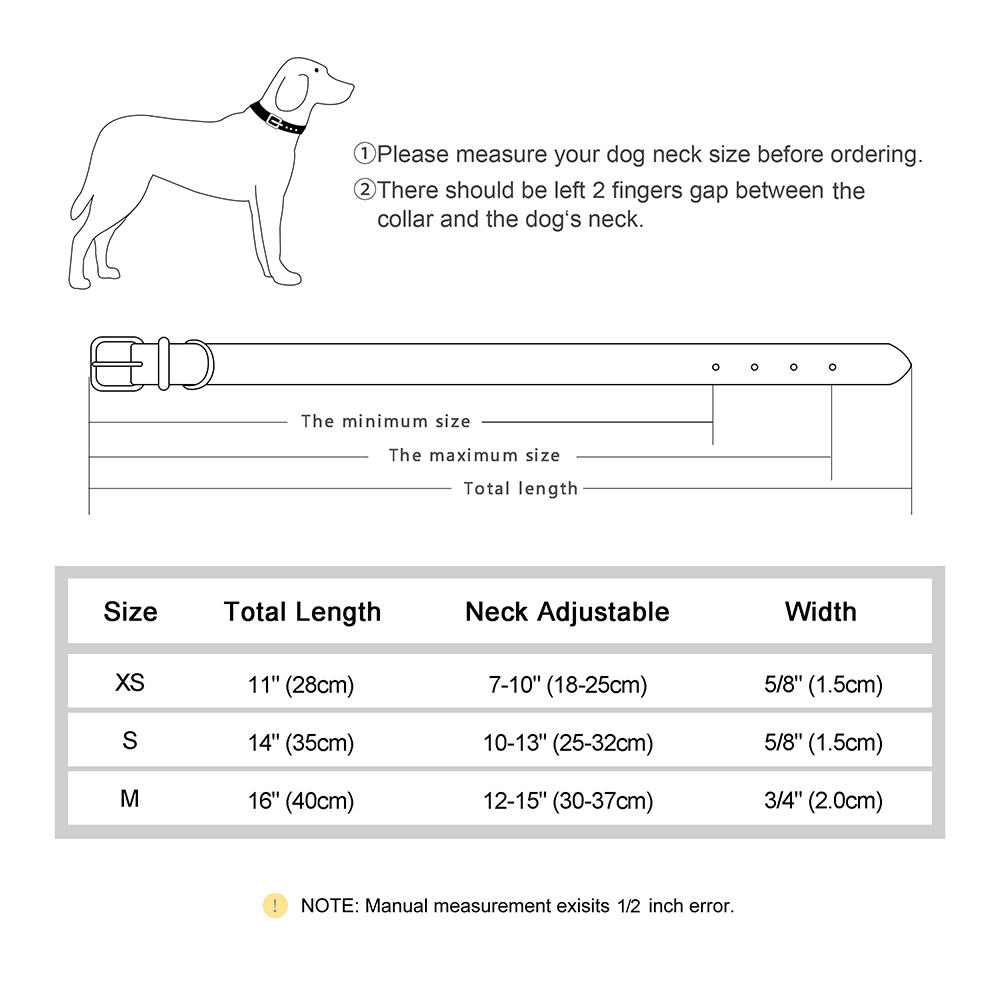 ①Please measure your dog neck size before ordering.
②There should be left 2 fingers gap between the
collar and the dog‘s neck.
The minimum size
The maximum size
Total length
Size Total Length Neck Adjustable Width
XS 11" (28cm) 7-10" (18-25cm) 5/8" (1.5cm)
S 14" (35cm) 10-13" (25-32cm) 5/8" (1.5cm)
M 16" (40cm) 12-15" (30-37cm) 3/4" (2.0cm)
! NOTE: Manual measurement exisits 1/2 inch error.